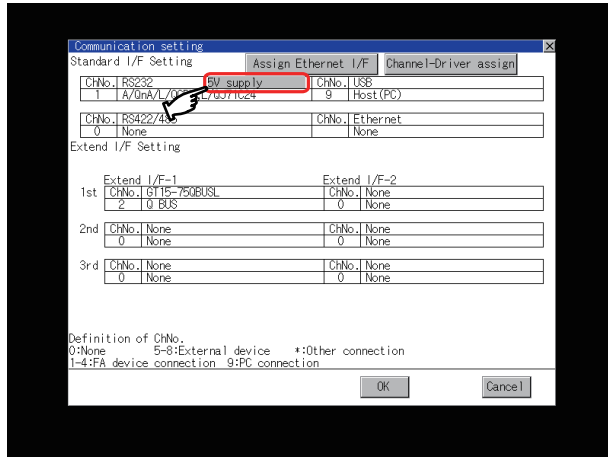 Communication setting
Standard I/F Setting Assign Ethernet I/F Channel-Driver assign
ChNo. RS232 5V supply ChNo. USB
1 A/QnA/L/QCPU,L/QJ71C24 9 Host(PC)
ChNo. RS422/485 ChNo. Ethernet
0 None None
Extend I/F Setting
Extend I/F-1 Extend I/F-2
1st ChNo. GT15-75QBUSL ChNo. None
2 Q BUS 0 None
2nd ChNo. None ChNo. None
0 None 0 None
3rd ChNo. None ChNo. None
0 None 0 None
Definition of ChNo.
0:None 5-8:External device *:Other connection
1-4:FA device connection 9:PC connection
OK Cancel